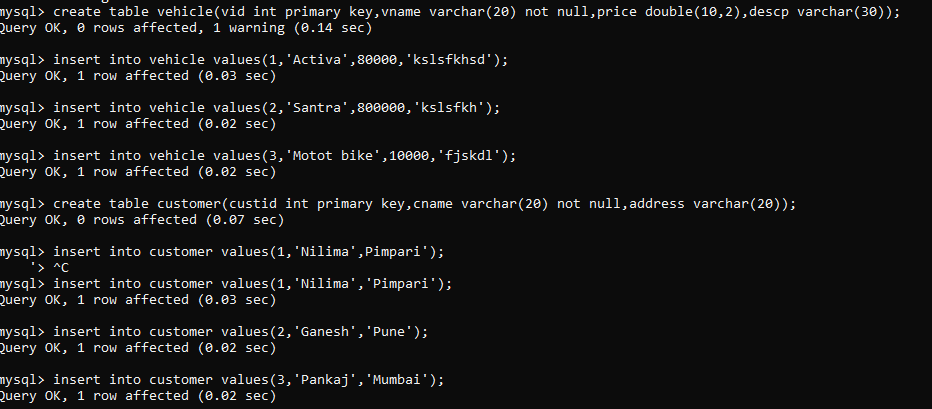 mysql> create table vehicle(vid int primary key,vname varchar(20) not null,price double(10,2),descp varchar(30));
Query OK, 0 rows affected, 1 warning (0.14 sec)
mysql> insert into vehicle values(1,'Activa',80000,'kslsfkhsd');
Query OK, 1 row affected (0.03 sec)
mysql> insert into vehicle values(2,'Santra',800000,'kslsfkh');
Query OK, 1 row affected (0.02 sec)
mysql> insert into vehicle values(3,'Motot bike',10000,'fjskdl');
Query OK, 1 row affected (0.02 sec)
mysql> create table customer(custid int primary key,cname varchar(20) not null,address varchar(20));
Query OK, 0 rows affected (0.07 sec)
mysql> insert into customer values(1,'Nilima',Pimpari');
'> ^C
mysql> insert into customer values(1,'Nilima','Pimpari');
Query OK, 1 row affected (0.03 sec)
mysql> insert into customer values(2,'Ganesh','Pune');
Query OK, 1 row affected (0.02 sec)
mysql> insert into customer values(3,'Pankaj','Mumbai');
Query OK, 1 row affected (0.02 sec)